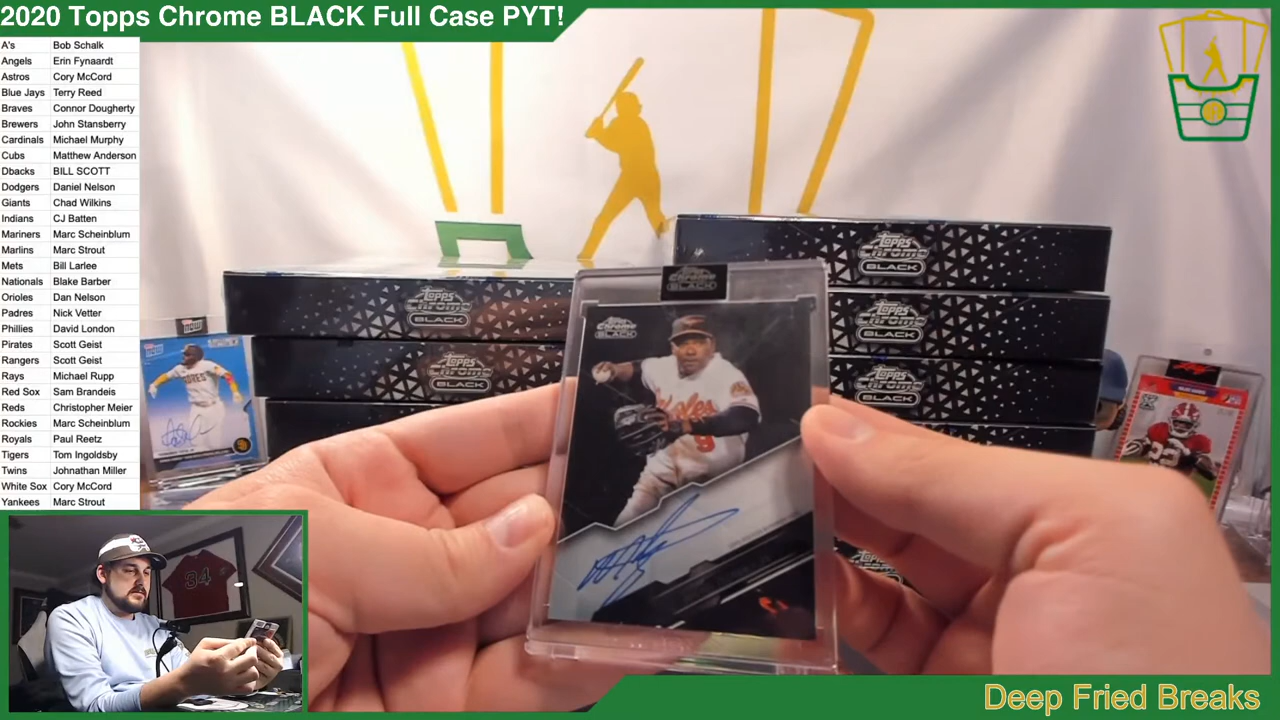 2020 Topps Chrome BLACK Full Case PYT!
A's Bob Schalk
Angels Erin Fynaardt
Astros Cory McCord
Blue Jays Terry Reed
Braves Connor Dougherty
Brewers John Stansberry
Cardinals Michael Murphy
Cubs Matthew Anderson
Dbacks BILL SCOTT
Dodgers Daniel Nelson
Giants Chad Wilkins
Indians CJ Batten
Mariners Marc Scheinblum
Marlins Marc Strout
Mets Bill Larlee
Nationals Blake Barber
Orioles Dan Nelson
Padres Nick Vetter
Phillies David London
Pirates Scott Geist
Rangers Scott Geist
Rays Michael Rupp
Red Sox Sam Brandeis
Reds Christopher Meier
Rockies Marc Scheinblum
Royals Paul Reetz
Tigers Tom Ingoldsby
Twins Johnathan Miller
White Sox Cory McCord
Yankees Marc Strout
Topps Chrome BLACK
Topps Chrome BLACK
Topps Chrome BLACK
Topps Chrome BLACK
Topps Chrome BLACK
Topps Chrome BLACK
Topps Chrome BLACK
Orioles
9
22
34
Deep Fried Breaks